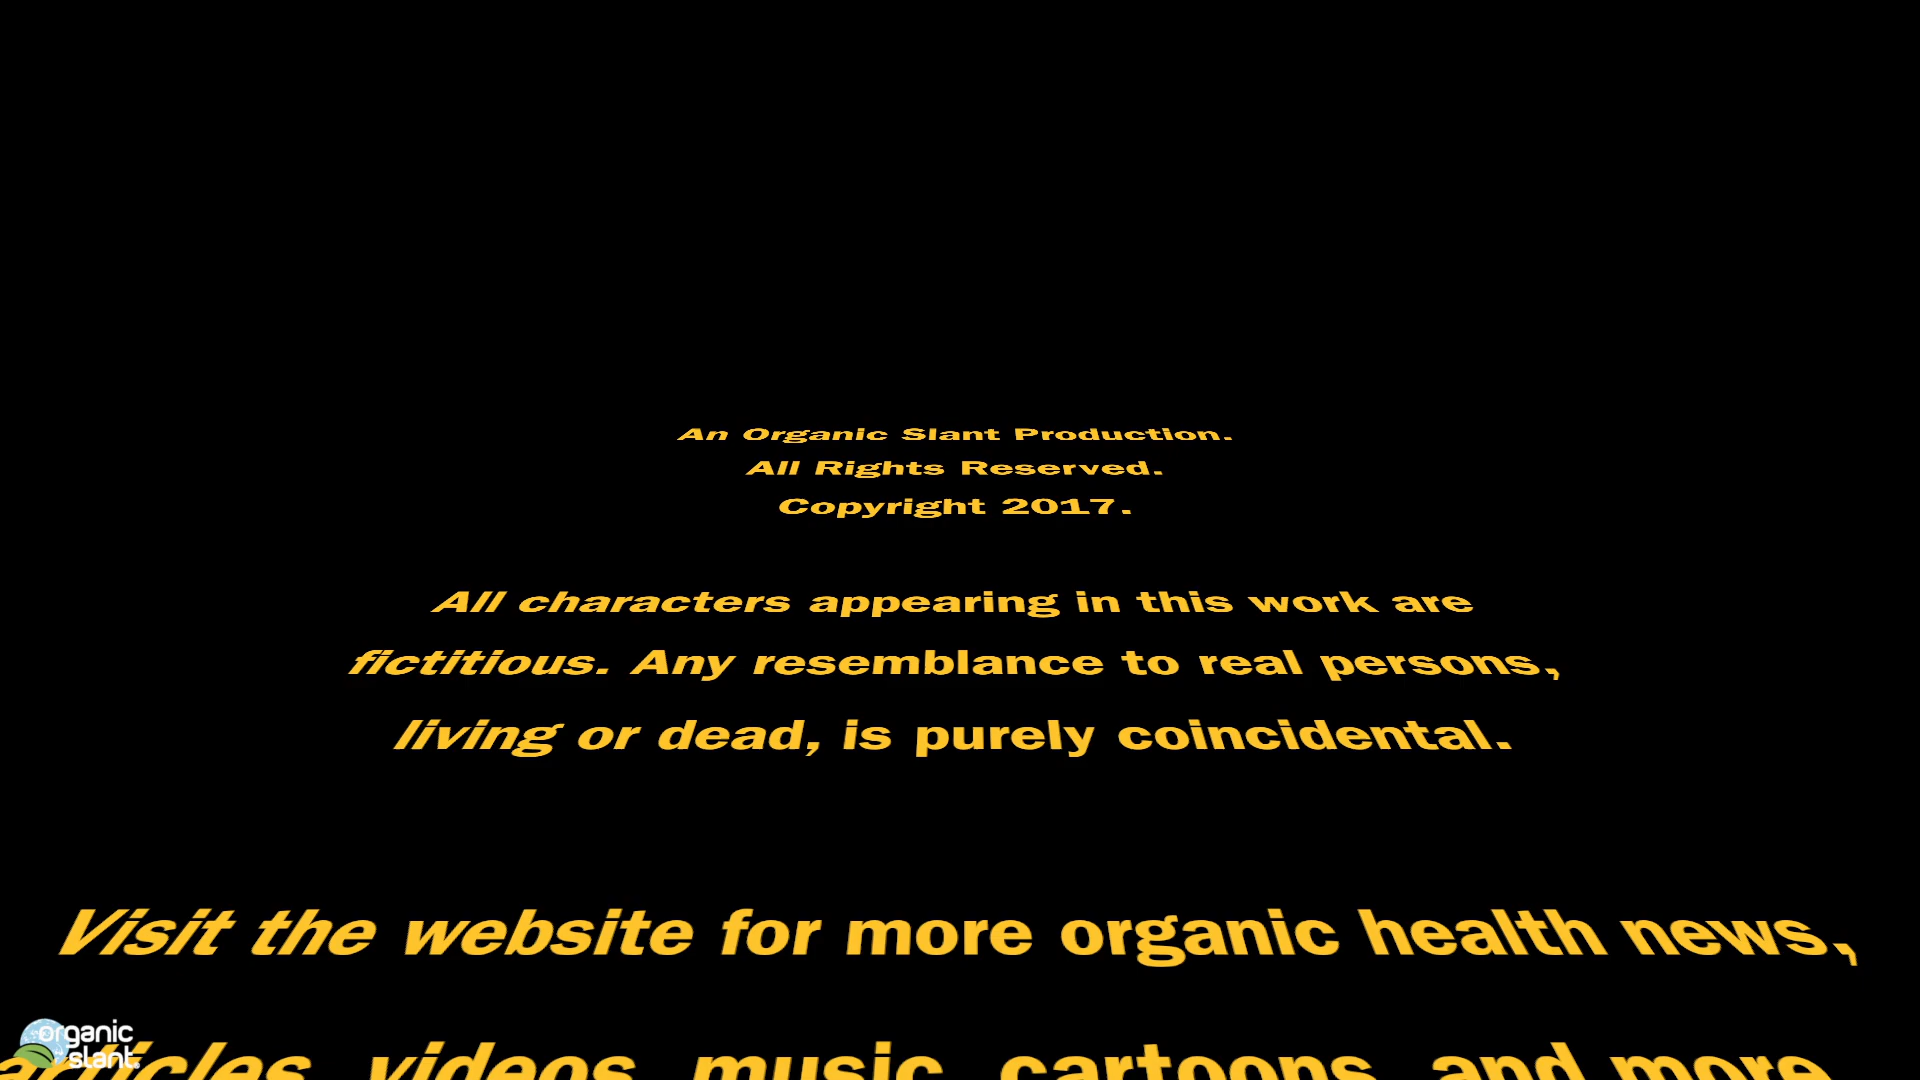 An Organic Slant Production.
All Rights Reserved.
Copyright 2017.
All characters appearing in this work are
fictitious. Any resemblance to real persons,
living or dead, is purely coincidental.
Visit the website for more organic health news,
articles, videos, music, cartoons, and more
organic
slant